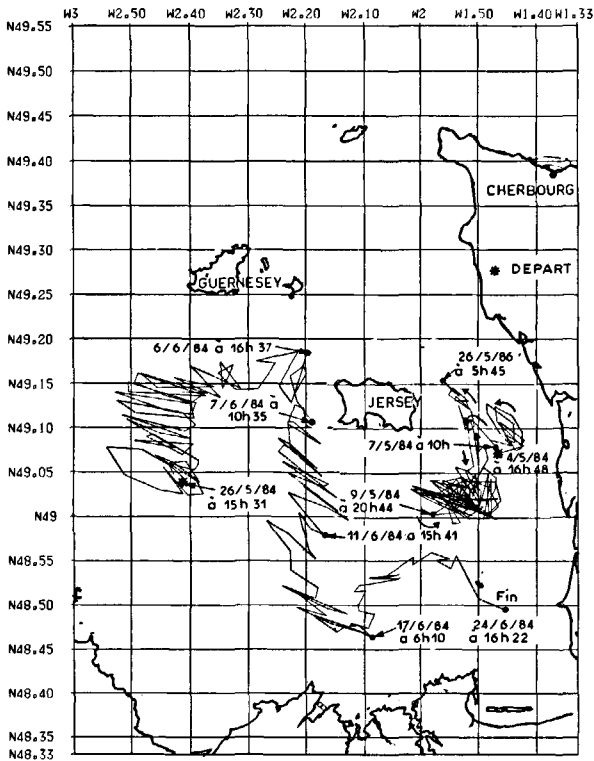 W3 W2.50 W2.40 W2.30 W2.20 W2.10 W2 W1.50 W1.40 W1.33
N49.55
N49.50
N49.45
N49.40
CHERBOURG
N49.35
N49.30
* DEPART
GUERNESEY
N49.25
N49.20
6/6/84 à 16h37
26/5/86
à 5h45
N49.15
JERSEY
7/6/84 à
10h35
N49.10
7/5/84 à 10h
4/5/84
à 16h48
N49.05
26/5/84
à 15h31
9/5/84
à 20h44
N49
11/6/84 à 15h41
N48.55
Fin
N48.50
17/6/84
à 6h10
24/6/84
à 16h22
N48.45
N48.40
N48.35
N48.33